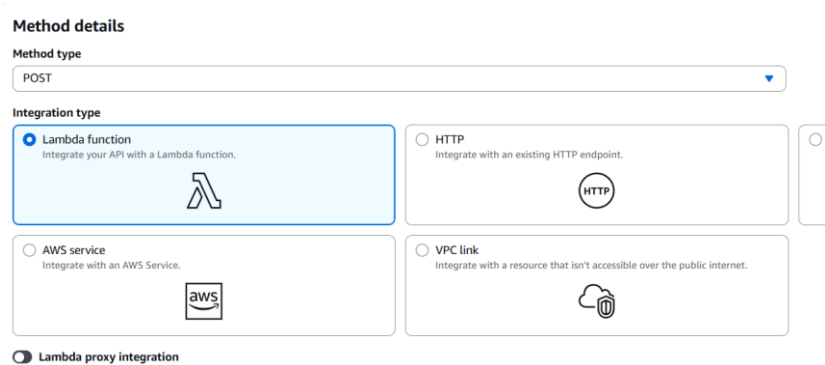 Method details
Method type
POST
Integration type
Lambda function
Integrate your API with a Lambda function.
HTTP
Integrate with an existing HTTP endpoint.
HTTP
AWS service
Integrate with an AWS Service.
aws
VPC link
Integrate with a resource that isn't accessible over the public internet.
Lambda proxy integration